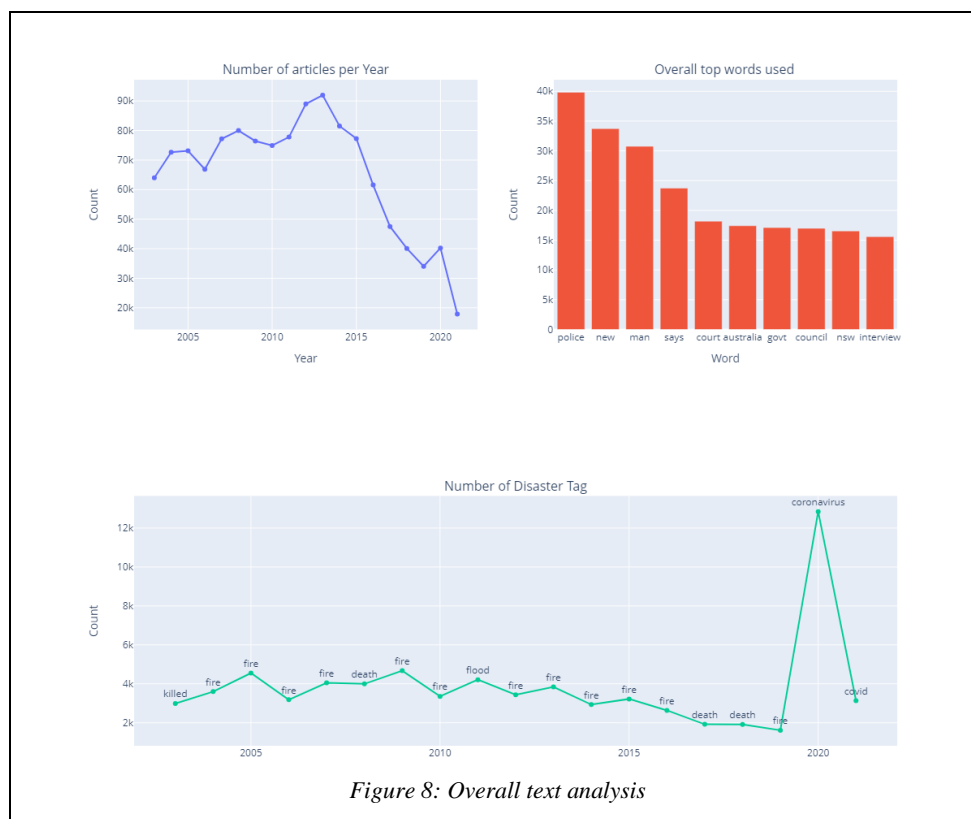 Number of articles per Year
90k
80k
70k
60k
50k
40k
30k
20k
Count
2005
2010
2015
2020
Year
Overall top words used
40k
35k
30k
25k
20k
15k
10k
5k
0
Count
police new man says court australia govt council nsw interview
Word
Number of Disaster Tag
12k
10k
8k
6k
4k
2k
Count
killed
fire
fire
fire
fire
death
fire
fire
flood
fire
fire
fire
fire
fire
death
death
fire
coronavirus
covid
2005
2010
2015
2020
Figure 8: Overall text analysis